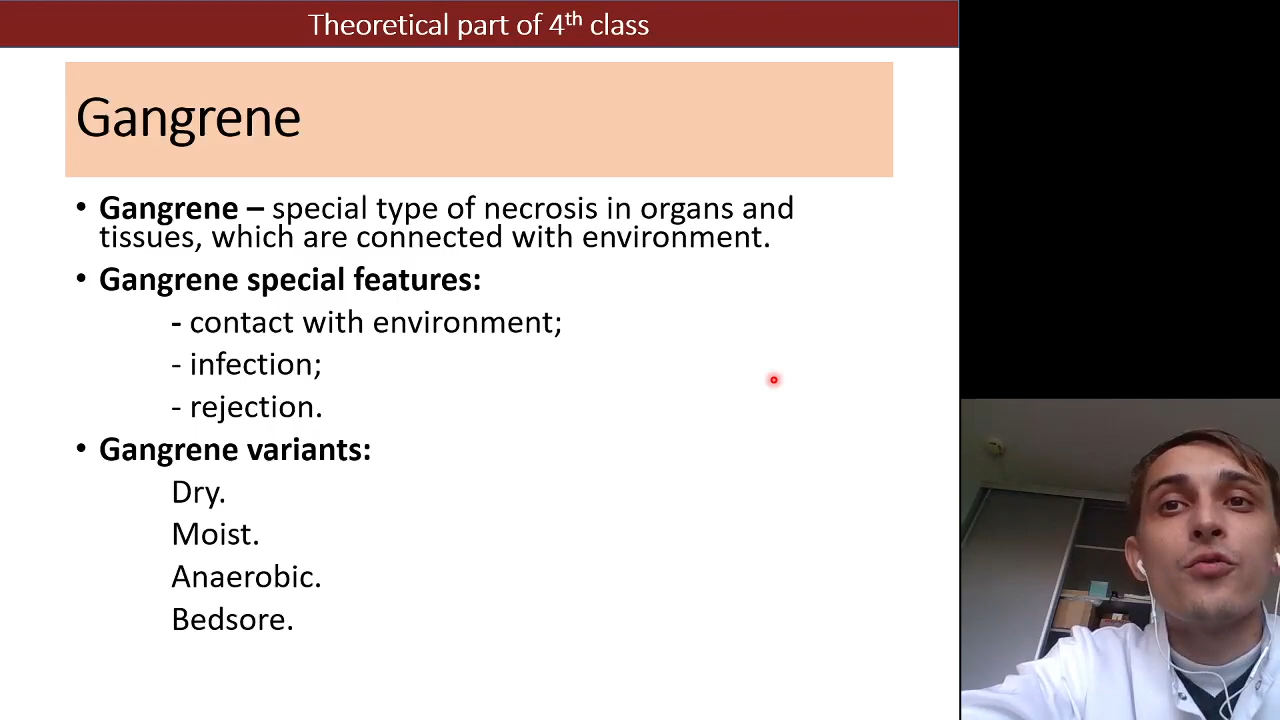 Theoretical part of 4th class
Gangrene
• Gangrene – special type of necrosis in organs and
tissues, which are connected with environment.
• Gangrene special features:
- contact with environment;
- infection;
- rejection.
• Gangrene variants:
Dry.
Moist.
Anaerobic.
Bedsore.